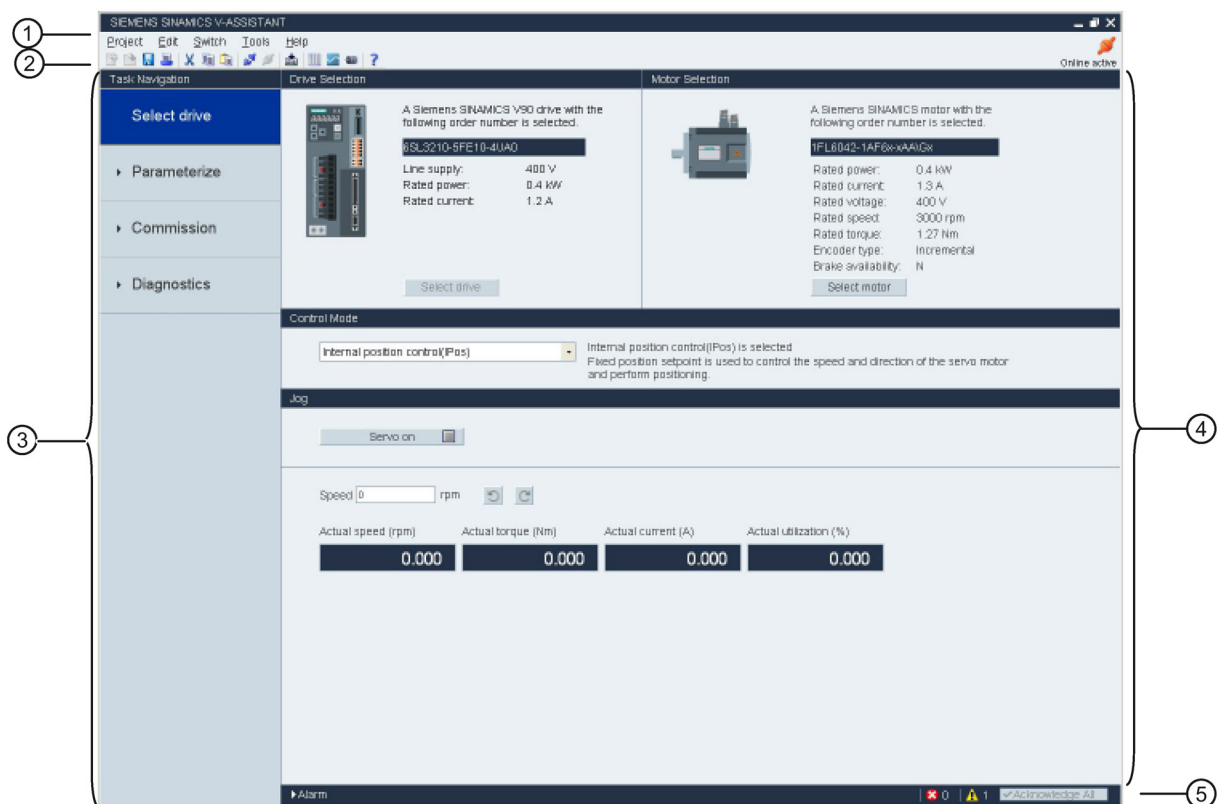 SIEMENS SINAMICS V-ASSISTANT
1
Project Edit Switch Tools Help
2
?
Online active
Task Navigation
Drive Selection
Motor Selection
Select drive
Parameterize
Commission
Diagnostics
A Siemens SINAMICS V90 drive with the
following order number is selected.
6SL3210-5FE10-4UA0
Line supply: 400 V
Rated power: 0.4 kW
Rated current: 1.2 A
Select drive
A Siemens SINAMICS motor with the
following order number is selected.
1FL6042-1AF6x-xAA\Gx
Rated power: 0.4 kW
Rated current: 1.3 A
Rated voltage: 400 V
Rated speed: 3000 rpm
Rated torque: 1.27 Nm
Encoder type: Incremental
Brake availability: N
Select motor
Control Mode
Internal position control(IPos)
Internal position control(IPos) is selected
Fixed position setpoint is used to control the speed and direction of the servo motor
and perform positioning.
Jog
3
4
Servo on
Speed 0 rpm
Actual speed (rpm) Actual torque (Nm) Actual current (A) Actual utilization (%)
0.000 0.000 0.000 0.000
Alarm
0 1 Acknowledge All
5